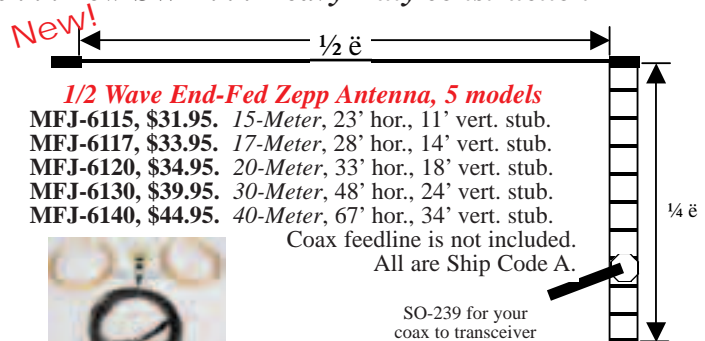 New!
½ ë
1/2 Wave End-Fed Zepp Antenna, 5 models
MFJ-6115, $31.95. 15-Meter, 23’ hor., 11’ vert. stub.
MFJ-6117, $33.95. 17-Meter, 28’ hor., 14’ vert. stub.
MFJ-6120, $34.95. 20-Meter, 33’ hor., 18’ vert. stub.
MFJ-6130, $39.95. 30-Meter, 48’ hor., 24’ vert. stub.
MFJ-6140, $44.95. 40-Meter, 67’ hor., 34’ vert. stub.
Coax feedline is not included.
All are Ship Code A.
¼ ë
SO-239 for your
coax to transceiver